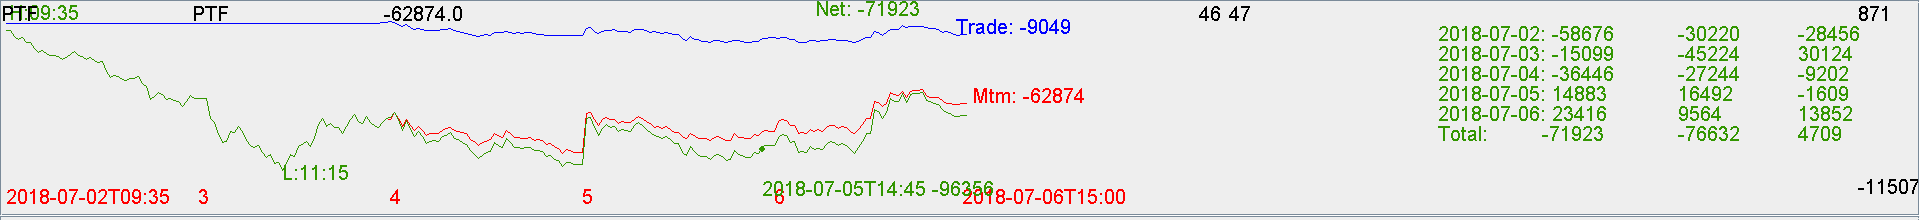 PTF H:09:35 PTF -62874.0 Net: -71923 46 47 871
Trade: -9049
2018-07-02: -58676 -30220 -28456
2018-07-03: -15099 -45224 30124
2018-07-04: -36446 -27244 -9202
2018-07-05: 14883 16492 -1609
2018-07-06: 23416 9564 13852
Total: -71923 -76632 4709
Mtm: -62874
L:11:15
2018-07-05T14:45 -96356
-11507
2018-07-02T09:35 3 4 5 6 2018-07-06T15:00